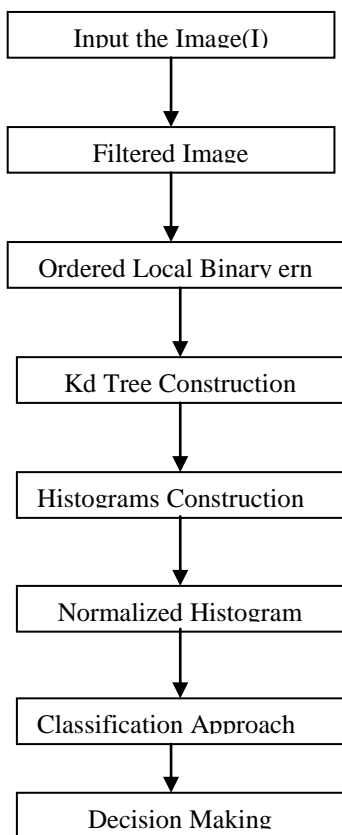 Input the Image(I)
Filtered Image
Ordered Local Binary ern
Kd Tree Construction
Histograms Construction
Normalized Histogram
Classification Approach
Decision Making